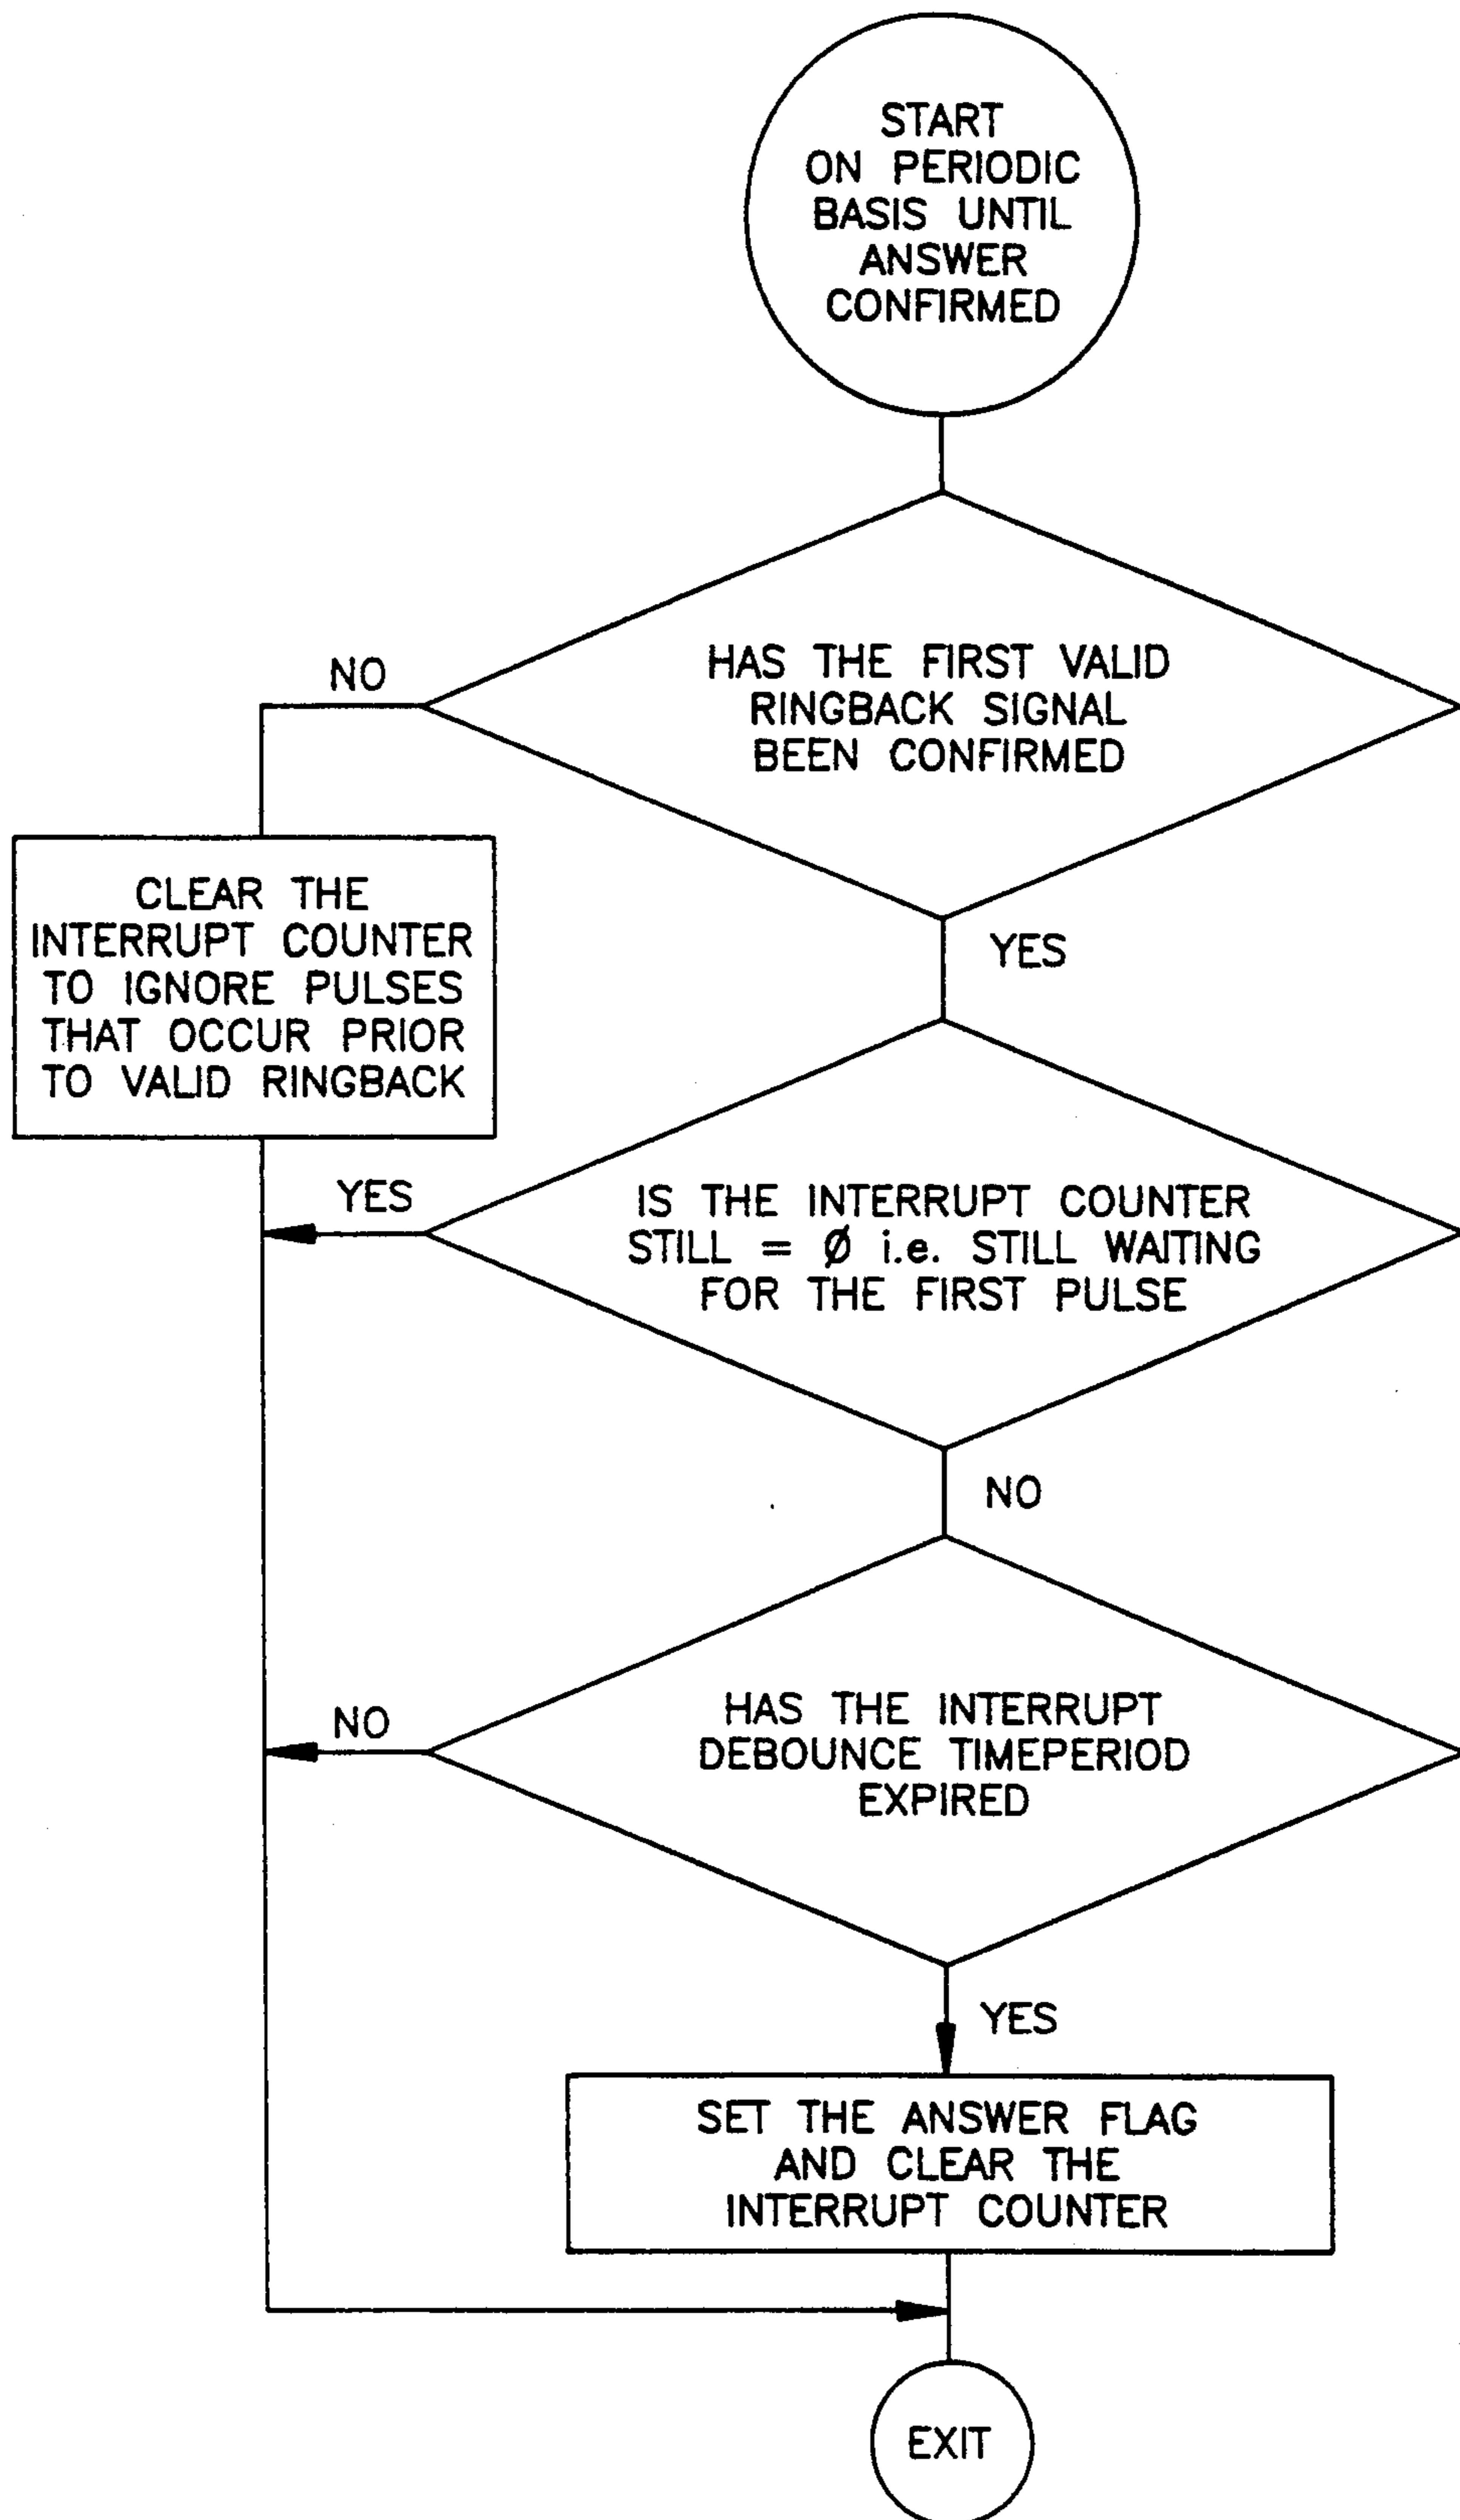 START
ON PERIODIC
BASIS UNTIL
ANSWER
CONFIRMED
HAS THE FIRST VALID
RINGBACK SIGNAL
BEEN CONFIRMED
NO
YES
CLEAR THE
INTERRUPT COUNTER
TO IGNORE PULSES
THAT OCCUR PRIOR
TO VALID RINGBACK
IS THE INTERRUPT COUNTER
STILL = Ø i.e. STILL WAITING
FOR THE FIRST PULSE
YES
NO
HAS THE INTERRUPT
DEBOUNCE TIMEPERIOD
EXPIRED
NO
YES
SET THE ANSWER FLAG
AND CLEAR THE
INTERRUPT COUNTER
EXIT